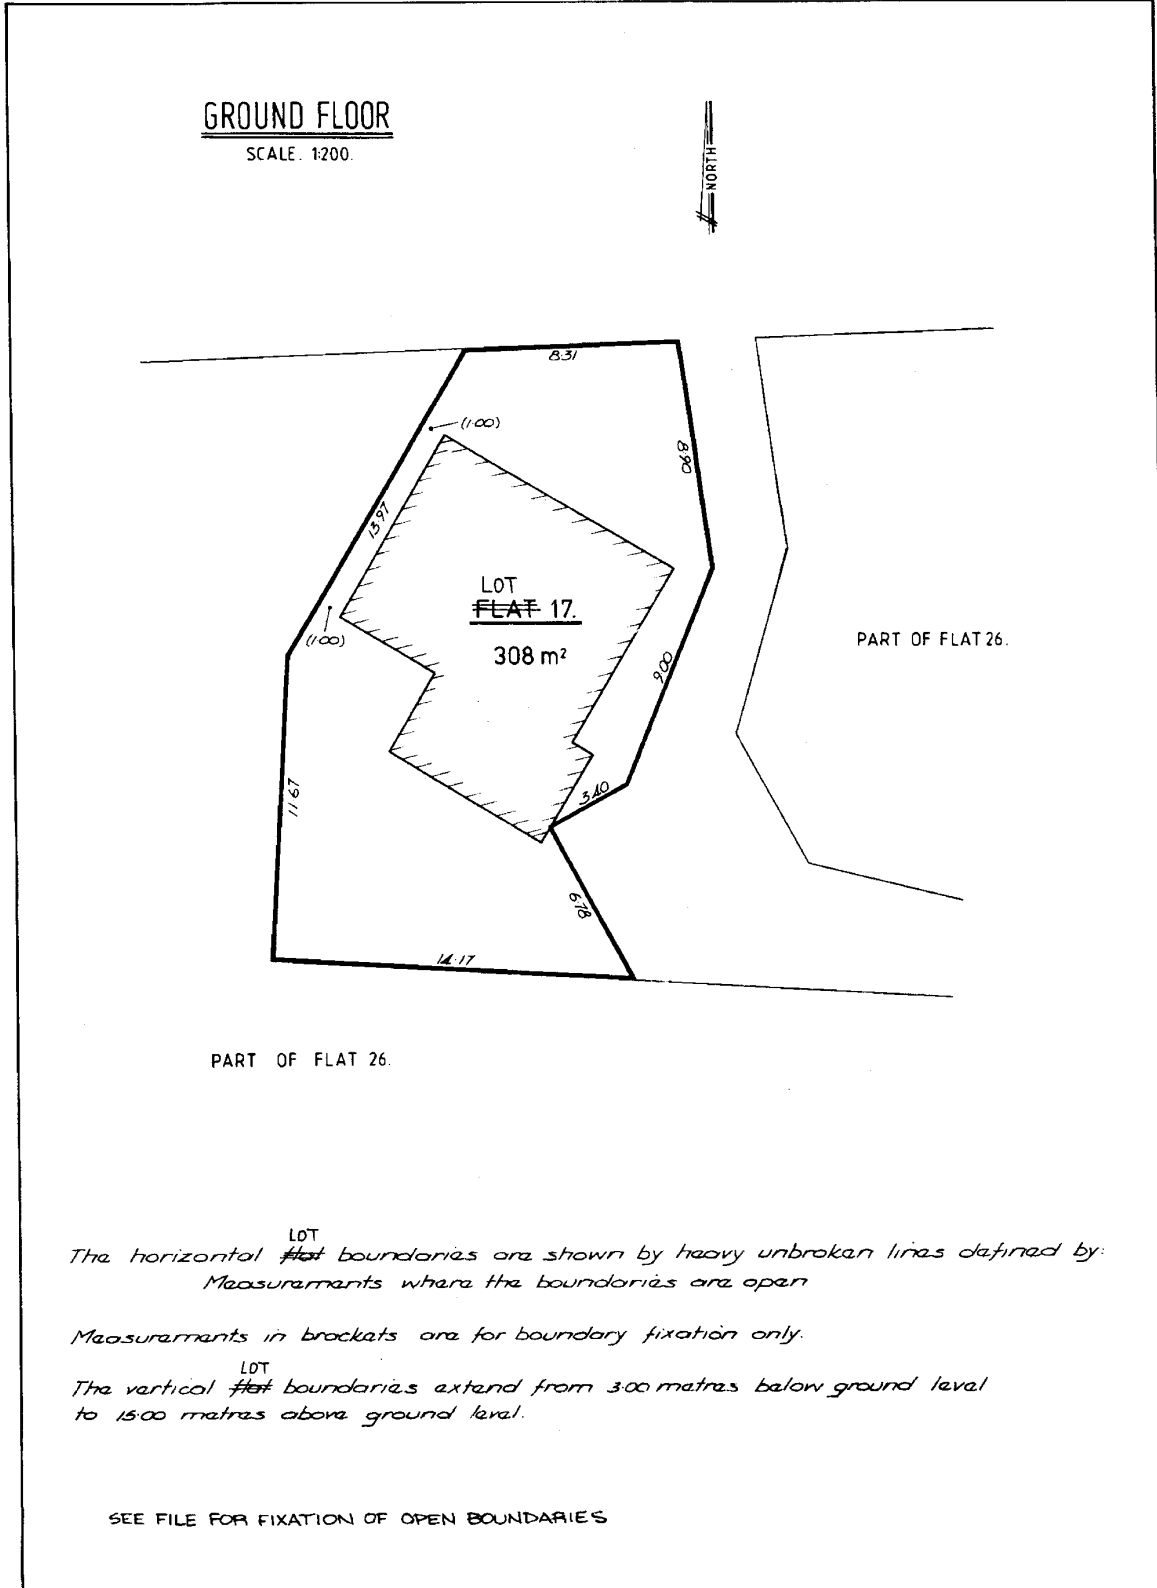 GROUND FLOOR
SCALE. 1:200.
NORTH
8.31
(1.00)
8.90
13.97
LOT
FLAT 17.
308 m²
(1.00)
9.00
PART OF FLAT 26.
3.40
11.67
6.78
14.17
PART OF FLAT 26.
LOT
The horizontal flat boundaries are shown by heavy unbroken lines defined by:
Measurements where the boundaries are open
Measurements in brackets are for boundary fixation only.
LOT
The vertical flat boundaries extend from 3.00 metres below ground level
to 15.00 metres above ground level.
SEE FILE FOR FIXATION OF OPEN BOUNDARIES